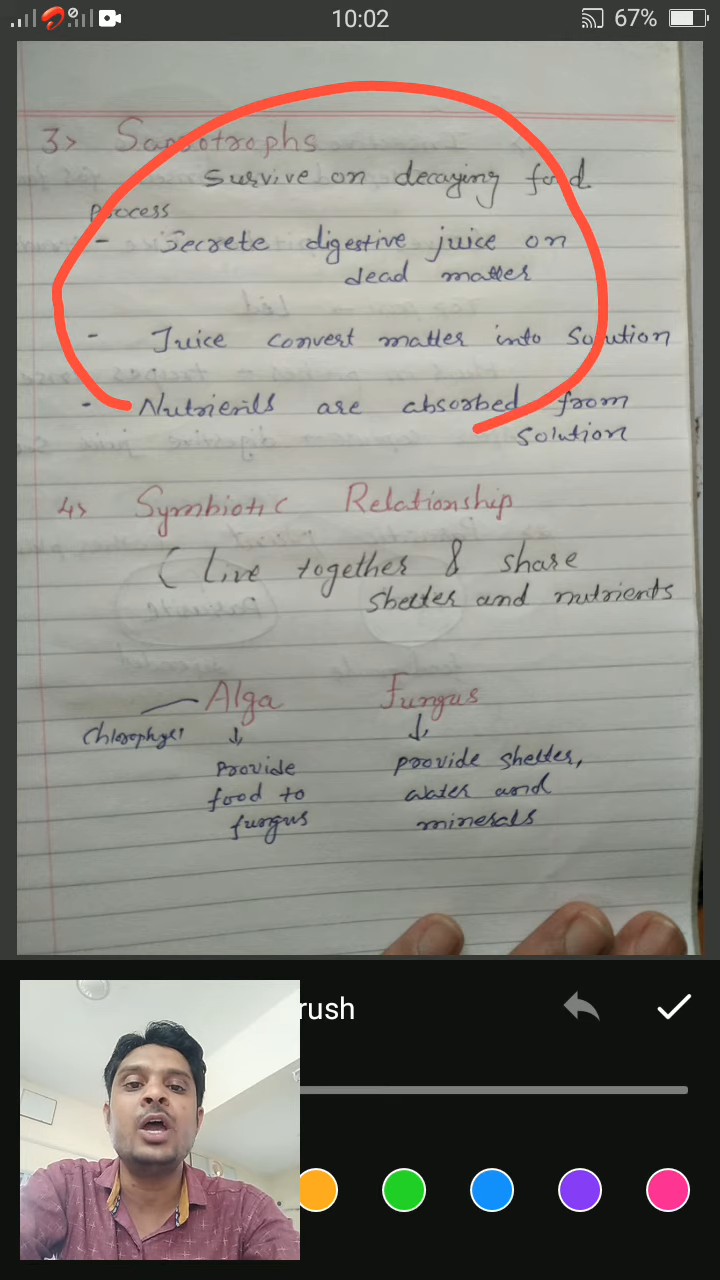 10:02
67%
3> Saprotrophs
Survive on decaying food
Process
- Secrete digestive juice on
dead matter
- Juice convert matter into Solution
- Nutrients are absorbed from
solution
4> Symbiotic Relationship
( Live together & share
shelter and nutrients
Alga Fungus
Chlorophyll
Provide
food to
fungus
provide shelter,
water and
minerals
rush